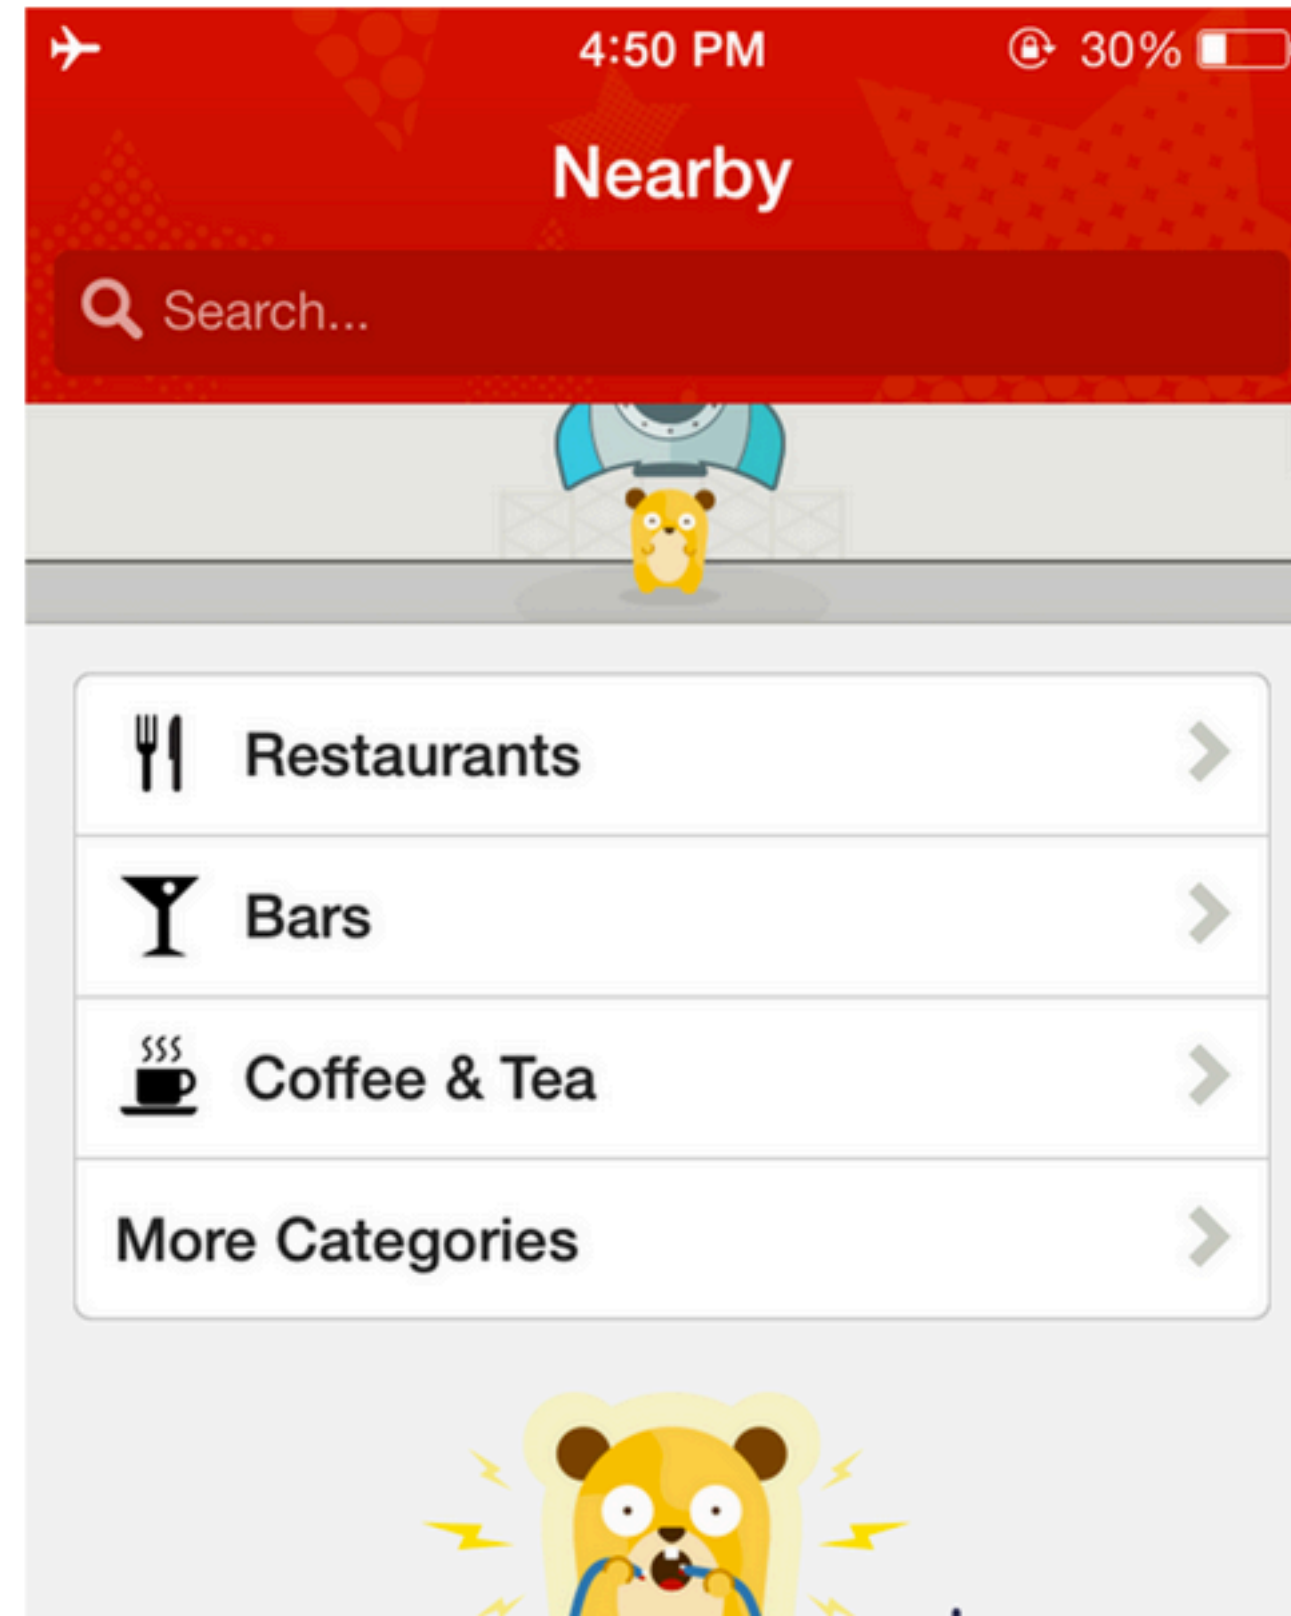 4:50 PM
30%
Nearby
Search...
Restaurants
Bars
Coffee & Tea
More Categories